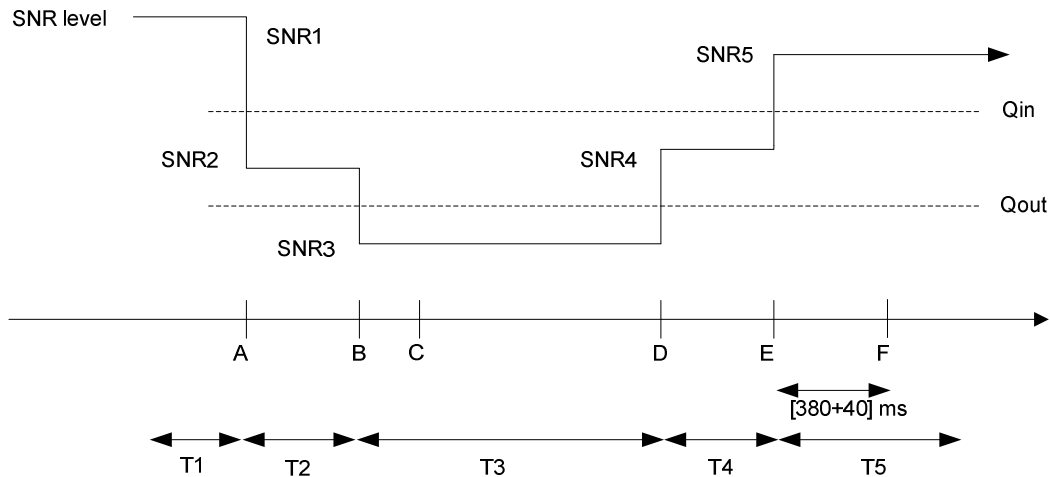 SNR level
SNR1
SNR5
Qin
SNR2
SNR4
Qout
SNR3
A
B
C
D
E
F
[380+40] ms
T1
T2
T3
T4
T5